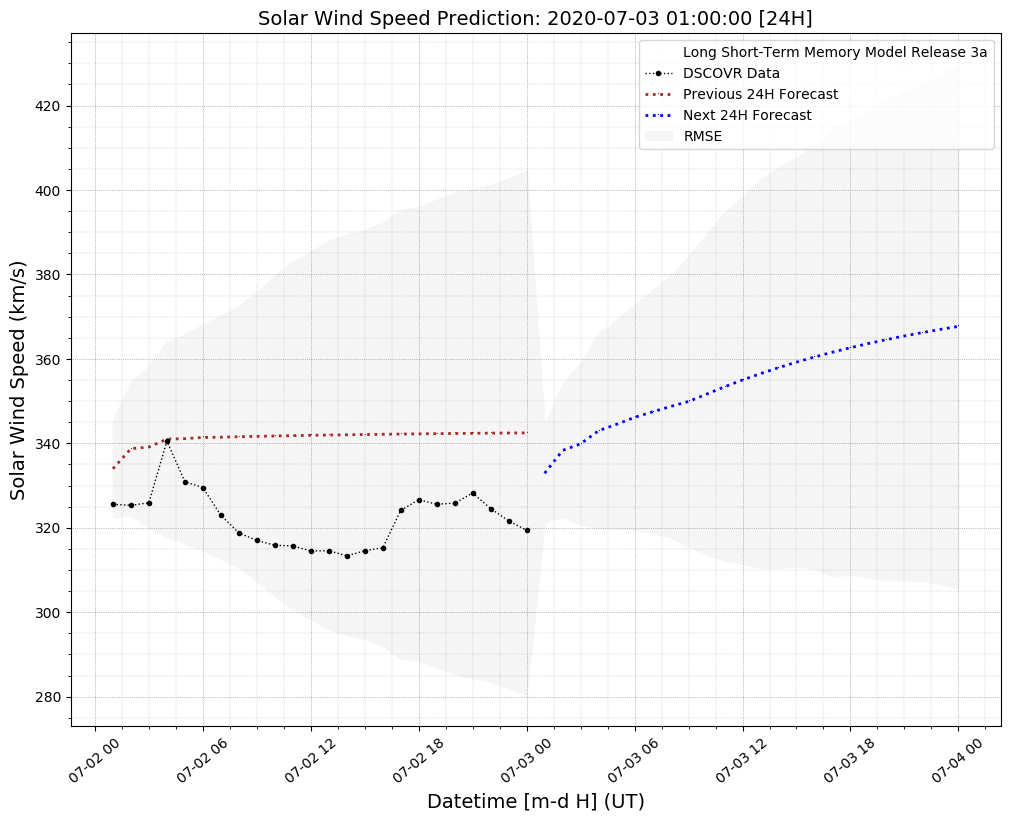 Solar Wind Speed Prediction: 2020-07-03 01:00:00 [24H]
Long Short-Term Memory Model Release 3a
DSCOVR Data
Previous 24H Forecast
Next 24H Forecast
RMSE
Solar Wind Speed (km/s)
420
400
380
360
340
320
300
280
07-02 00
07-02 06
07-02 12
07-02 18
07-03 00
07-03 06
07-03 12
07-03 18
07-04 00
Datetime [m-d H] (UT)